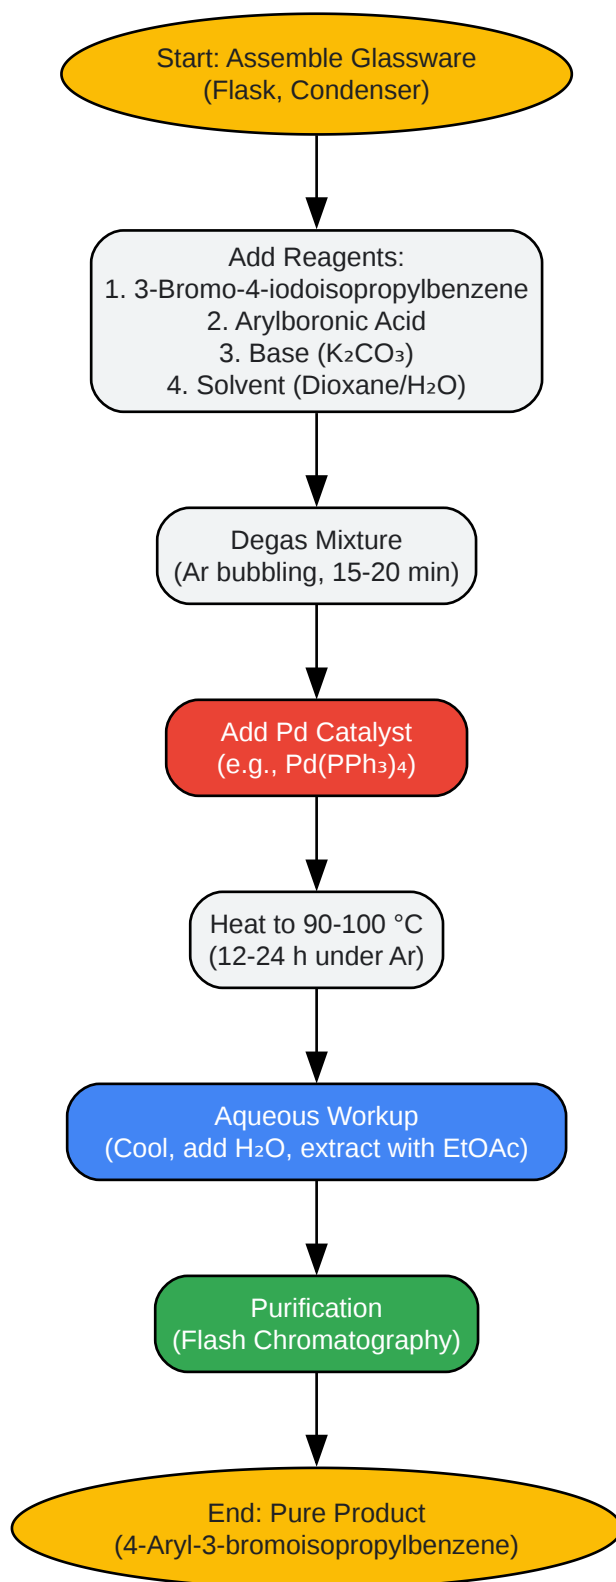 Start: Assemble Glassware
(Flask, Condenser)
Add Reagents:
1. 3-Bromo-4-iodoisopropylbenzene
2. Arylboronic Acid
3. Base (K₂CO₃)
4. Solvent (Dioxane/H₂O)
Degas Mixture
(Ar bubbling, 15-20 min)
Add Pd Catalyst
(e.g., Pd(PPh₃)₄)
Heat to 90-100 °C
(12-24 h under Ar)
Aqueous Workup
(Cool, add H₂O, extract with EtOAc)
Purification
(Flash Chromatography)
End: Pure Product
(4-Aryl-3-bromoisopropylbenzene)